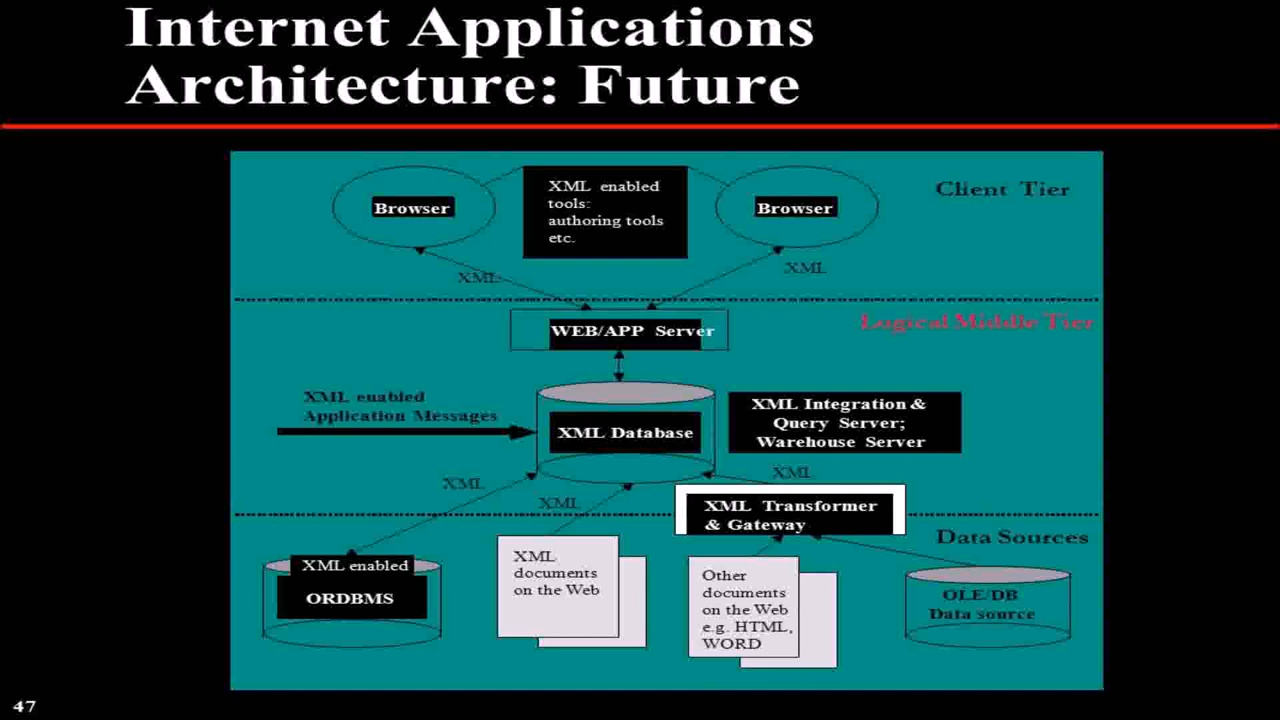 Internet Applications
Architecture: Future
XML enabled
tools:
authoring tools
etc.
Browser
Browser
Client Tier
XML
XML
WEB/APP Server
Logical Middle Tier
XML enabled
Application Messages
XML Database
XML Integration &
Query Server;
Warehouse Server
XML
XML
XML
XML Transformer
& Gateway
Data Sources
XML enabled
ORDBMS
XML
documents
on the Web
Other
documents
on the Web
e.g. HTML,
WORD
OLE/DB
Data source
47